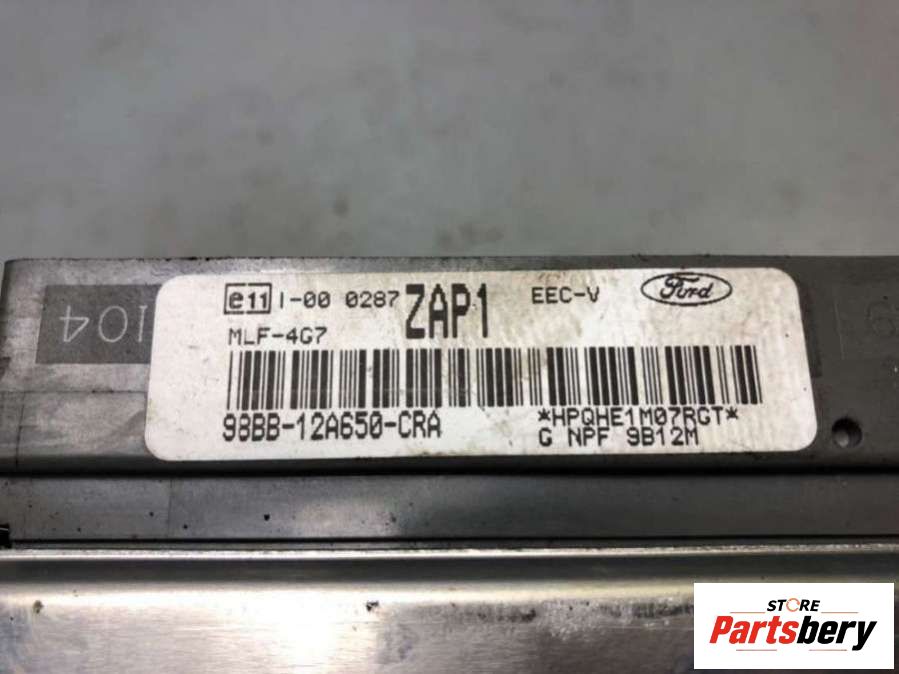 e11 I-00 0287
ZAP1
EEC-V
Ford
MLF-4G7
98BB-12A650-CRA
*HPQHE1M07RGT*
G NPF 9B12M
104
STORE
Partsbery